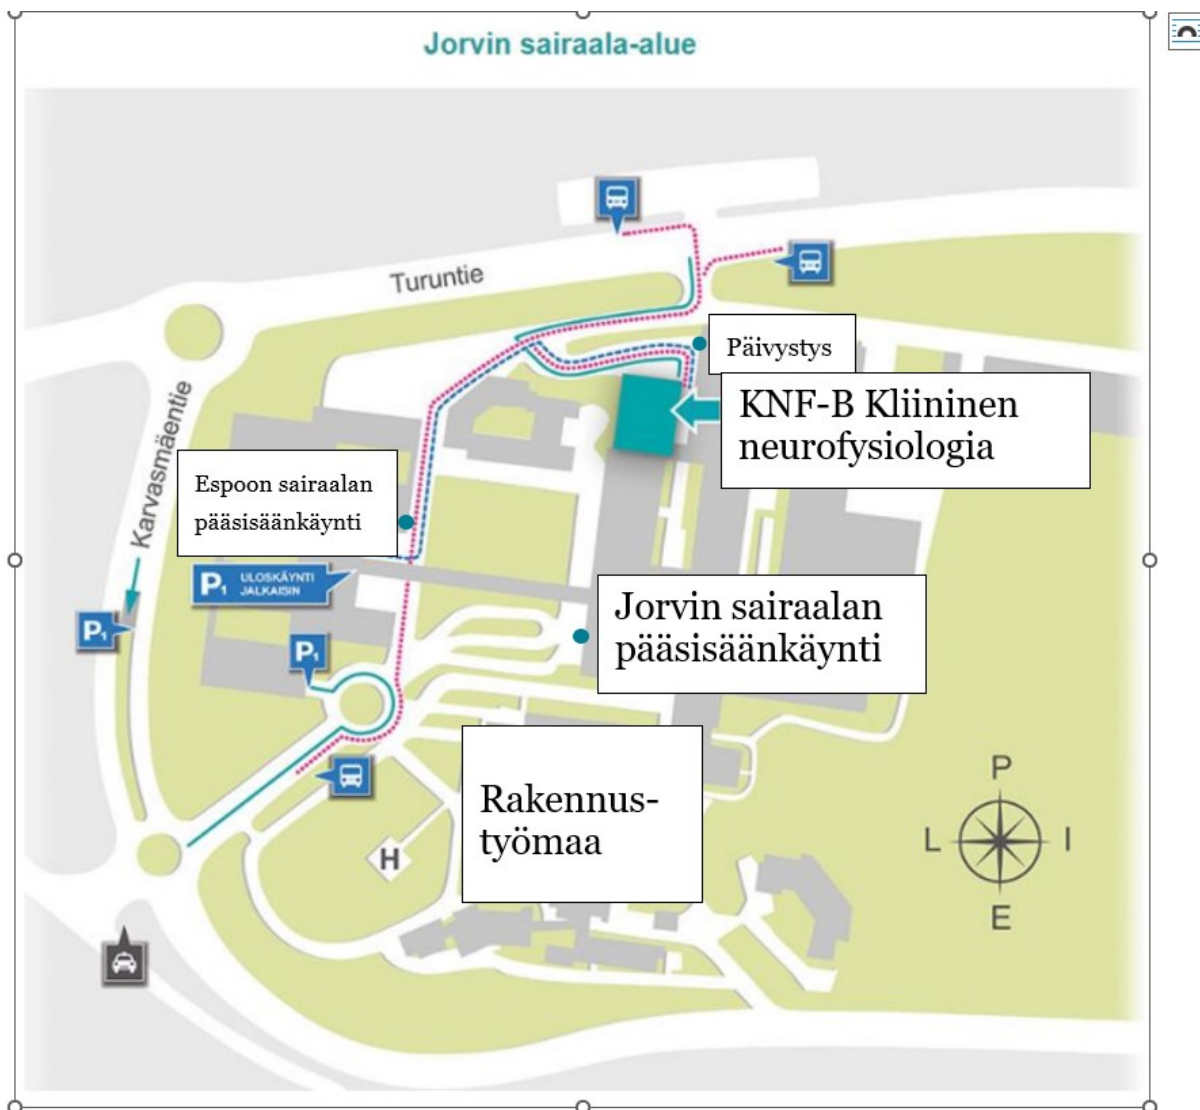 Jorvin sairaala-alue
Turuntie
Päivystys
KNF-B Kliininen
neurofysiologia
Karvasmäentie
Espoon sairaalan
pääsisäänkäynti
P1 ULOSKÄYNTI
JALKAISIN
Jorvin sairaalan
pääsisäänkäynti
P1
P1
Rakennus-
työmaa
H
P
L
I
E